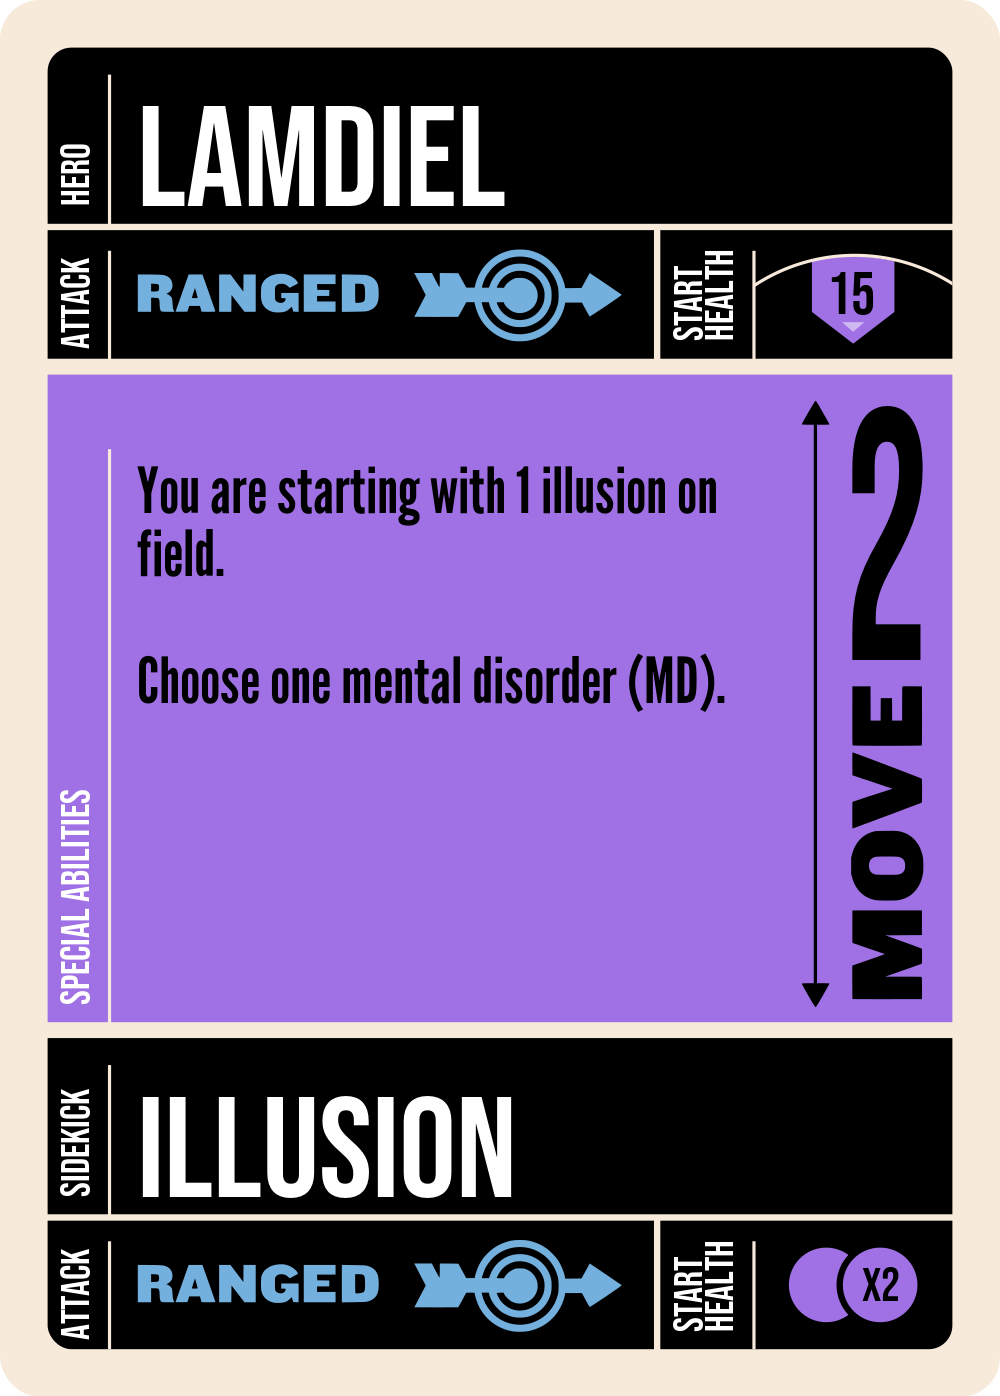 HERO
LAMDIEL
ATTACK
RANGED
START
HEALTH
15
You are starting with 1 illusion on
field.
Choose one mental disorder (MD).
SPECIAL ABILITIES
MOVE 2
SIDEKICK
ILLUSION
ATTACK
RANGED
START
HEALTH
X2